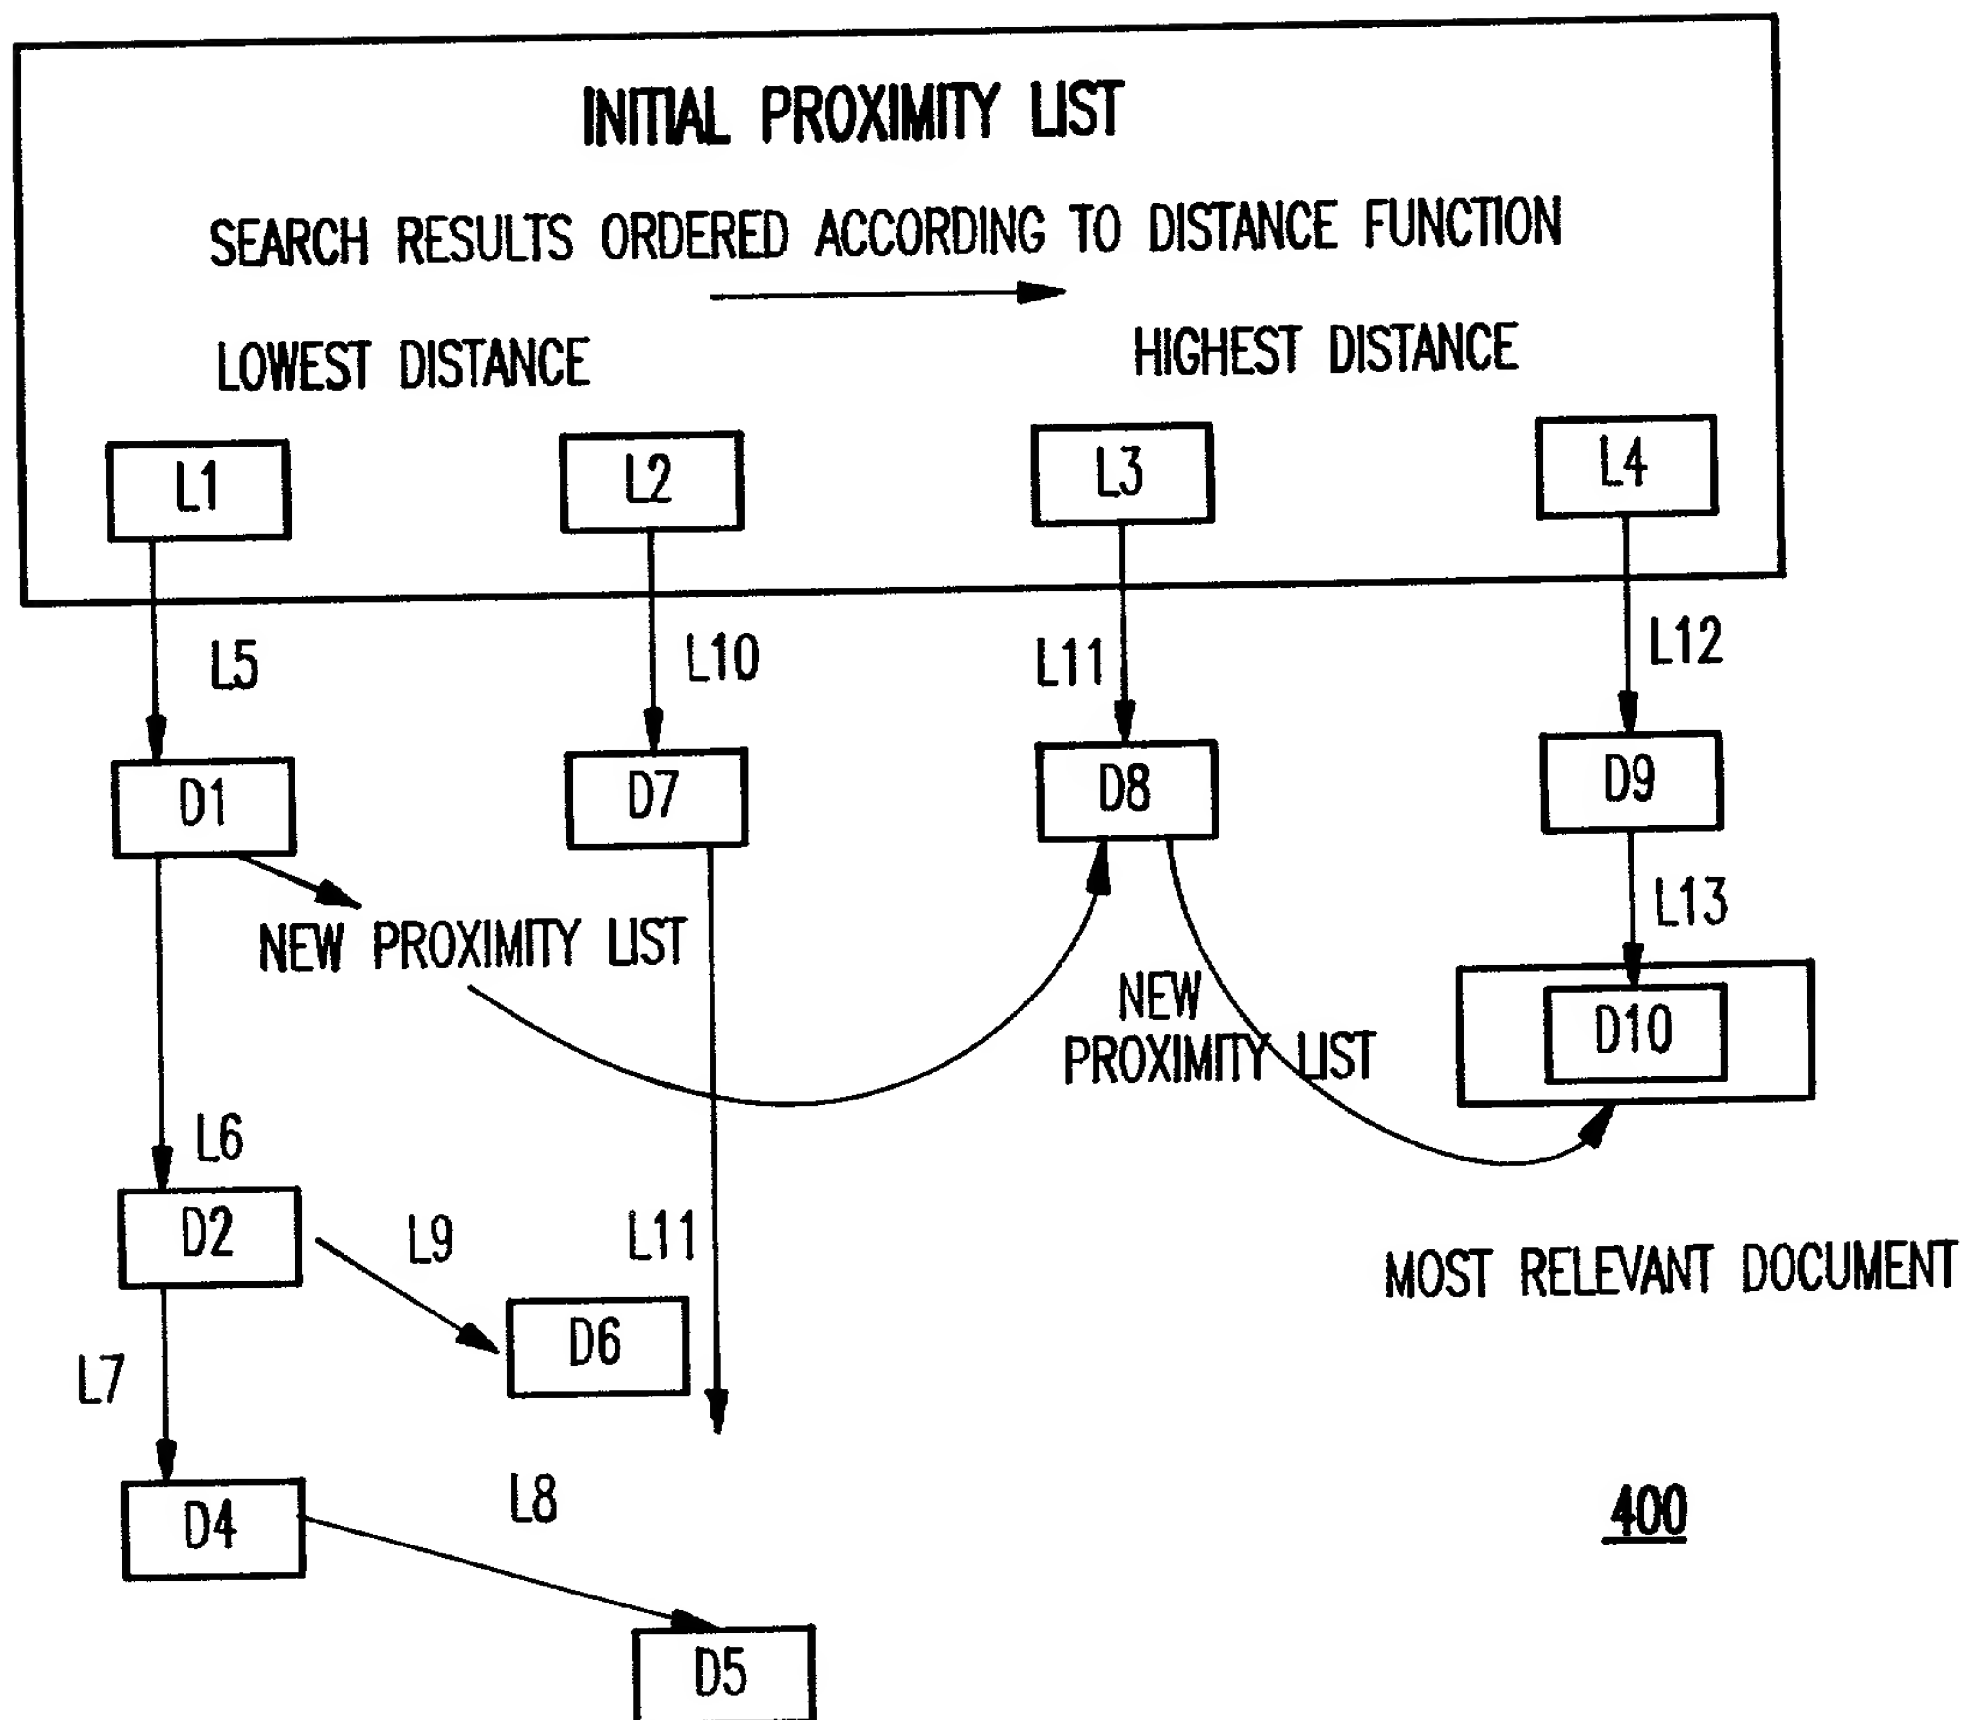 INITIAL PROXIMITY LIST
SEARCH RESULTS ORDERED ACCORDING TO DISTANCE FUNCTION
LOWEST DISTANCE
HIGHEST DISTANCE
L1
L2
L3
L4
L5
L10
L11
L12
D1
D7
D8
D9
L13
NEW PROXIMITY LIST
NEW
PROXIMITY LIST
D10
L6
D2
L9
L11
MOST RELEVANT DOCUMENT
D6
L7
L8
D4
400
D5